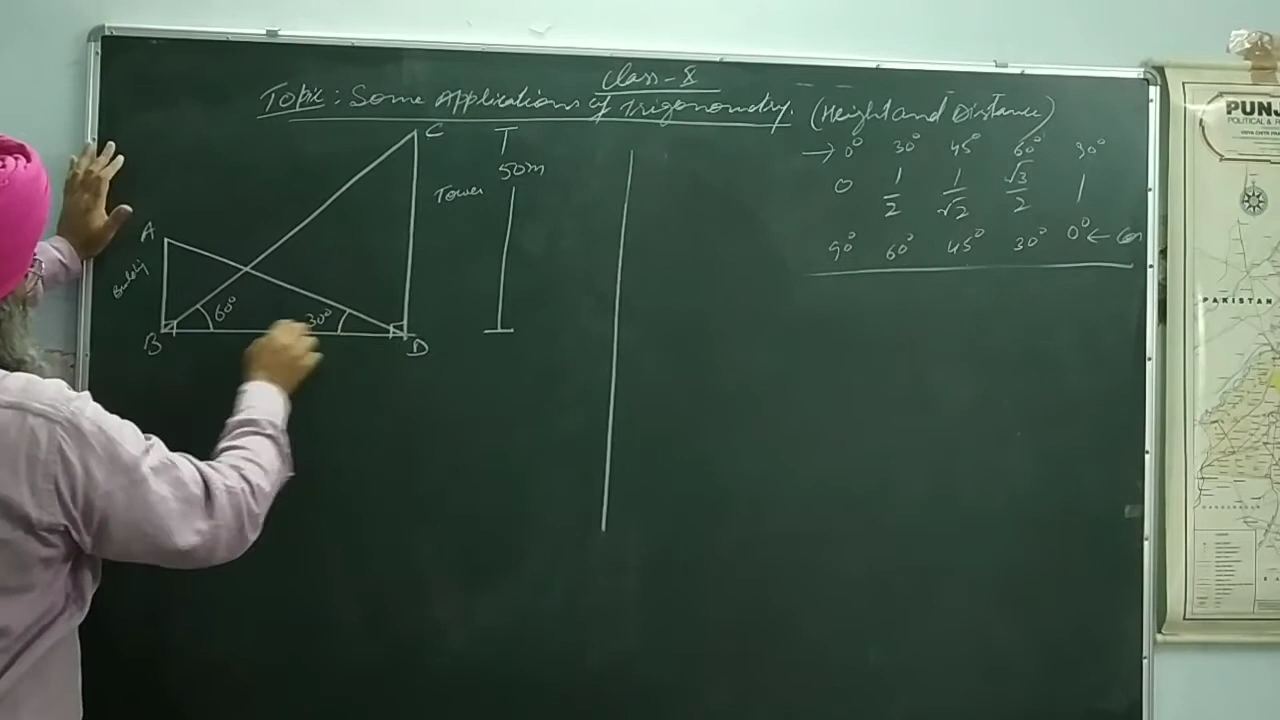 Class - X
Topic: Some Applications of Trigonometry. (Height and Distance)
C
T
50m
Tower
A
Building
60°
30°
B
D
→ 0° 30° 45° 60° 90°
0 1/2 1/√2 √3/2 1
90° 60° 45° 30° 0° ← Cos
PUNJ
POLITICAL &
PAKISTAN